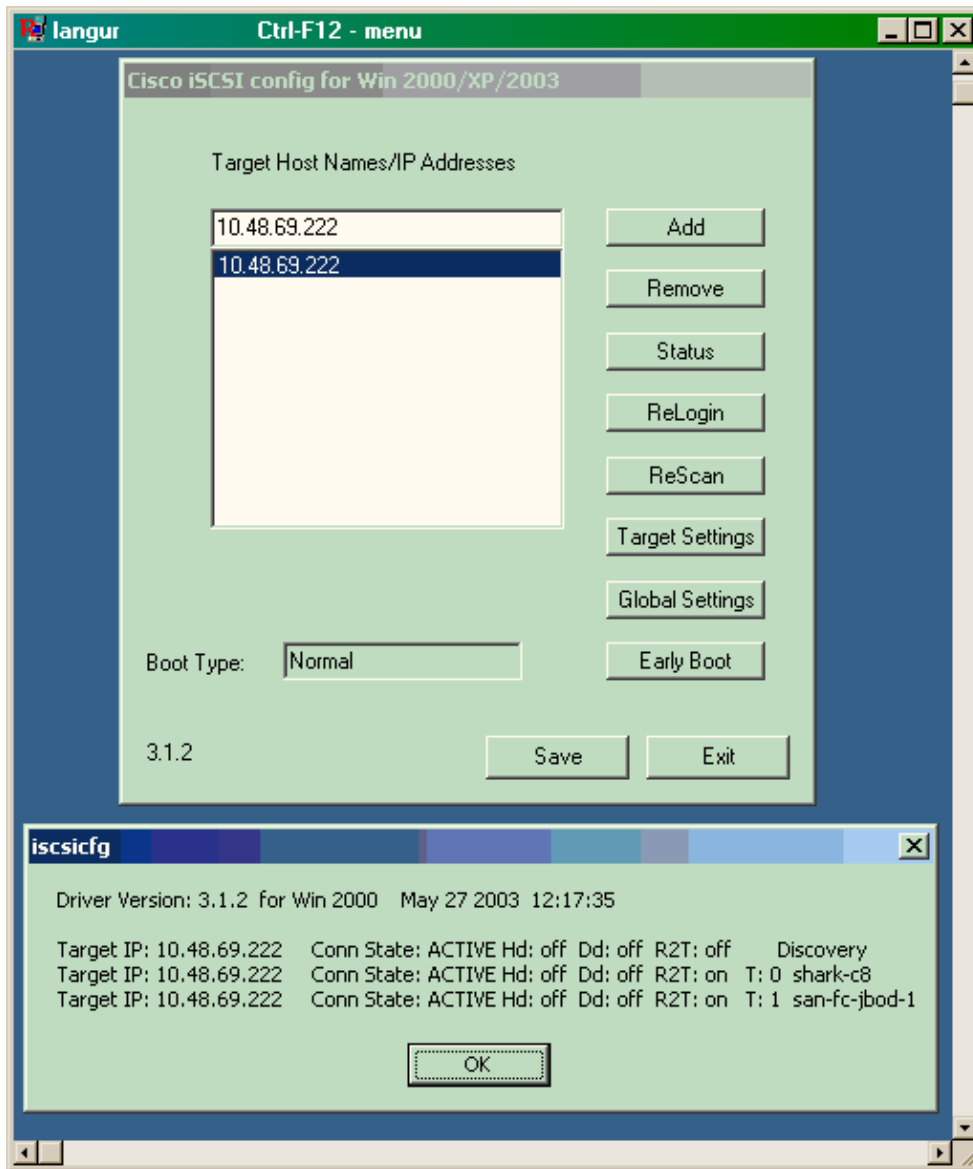 langur Ctrl-F12 - menu
Cisco iSCSI config for Win 2000/XP/2003
Target Host Names/IP Addresses
10.48.69.222
Add
10.48.69.222
Remove
Status
ReLogin
ReScan
Target Settings
Global Settings
Boot Type: Normal
Early Boot
3.1.2
Save
Exit
iscsicfg
Driver Version: 3.1.2 for Win 2000 May 27 2003 12:17:35
Target IP: 10.48.69.222 Conn State: ACTIVE Hd: off Dd: off R2T: off Discovery
Target IP: 10.48.69.222 Conn State: ACTIVE Hd: off Dd: off R2T: on T: 0 shark-c8
Target IP: 10.48.69.222 Conn State: ACTIVE Hd: off Dd: off R2T: on T: 1 san-fc-jbod-1
OK